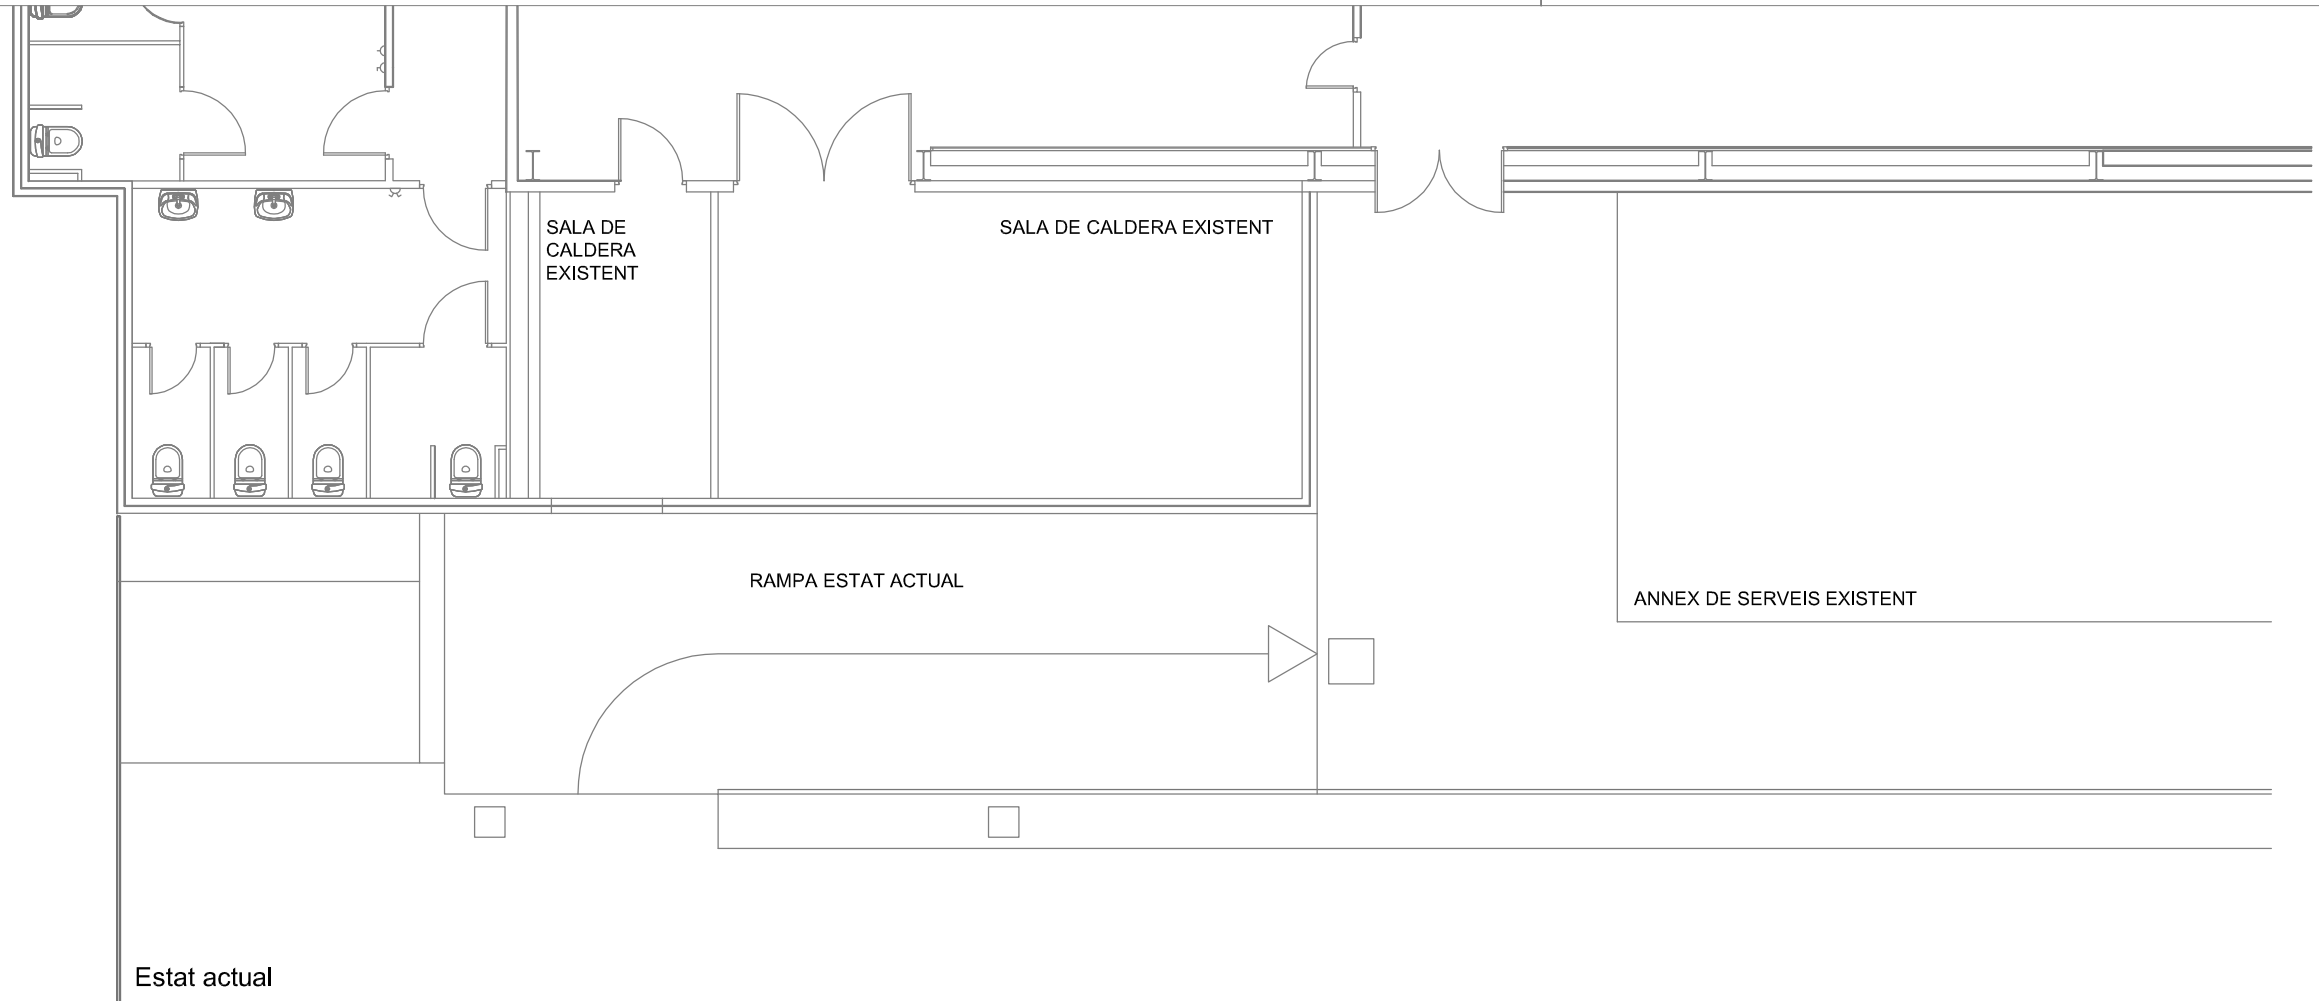 SALA DE
CALDERA
EXISTENT
SALA DE CALDERA EXISTENT
RAMPA ESTAT ACTUAL
ANNEX DE SERVEIS EXISTENT
Estat actual